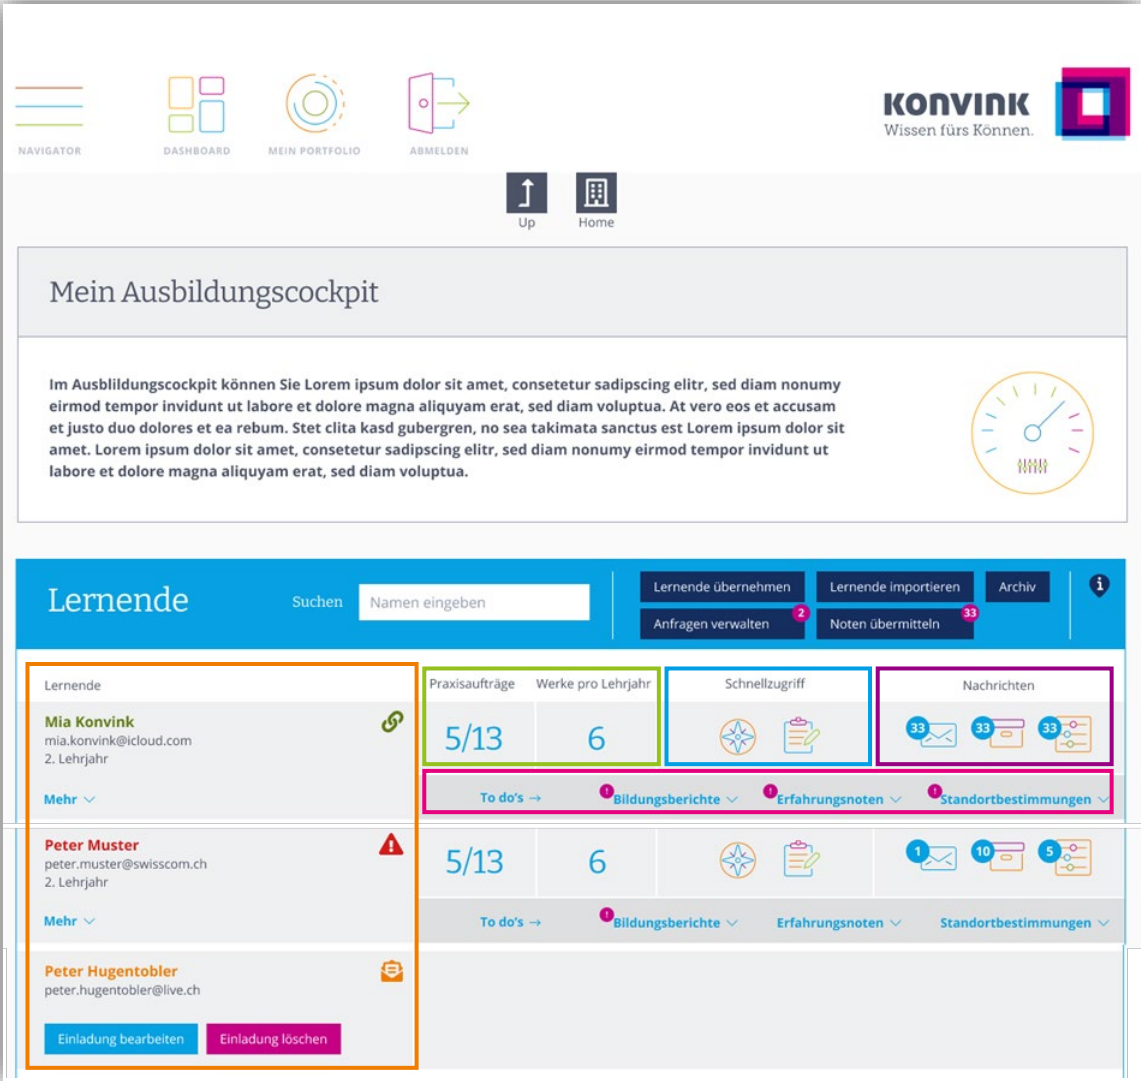 NAVIGATOR
DASHBOARD
MEIN PORTFOLIO
ABMELDEN
KONVINK
Wissen fürs Können.
Up
Home
Mein Ausbildungscockpit
Im Ausblildungscockpit können Sie Lorem ipsum dolor sit amet, consetetur sadipscing elitr, sed diam nonumy
eirmod tempor invidunt ut labore et dolore magna aliquyam erat, sed diam voluptua. At vero eos et accusam
et justo duo dolores et ea rebum. Stet clita kasd gubergren, no sea takimata sanctus est Lorem ipsum dolor sit
amet. Lorem ipsum dolor sit amet, consetetur sadipscing elitr, sed diam nonumy eirmod tempor invidunt ut
labore et dolore magna aliquyam erat, sed diam voluptua.
Lernende
Suchen
Namen eingeben
Lernende übernehmen
Lernende importieren
Archiv
Anfragen verwalten
2
Noten übermitteln
33
Lernende
Praxisaufträge
Werke pro Lehrjahr
Schnellzugriff
Nachrichten
Mia Konvink
mia.konvink@icloud.com
2. Lehrjahr
5/13
6
33
33
33
Mehr
To do's →
! Bildungsberichte
! Erfahrungsnoten
! Standortbestimmungen
Peter Muster
peter.muster@swisscom.ch
2. Lehrjahr
5/13
6
1
10
5
Mehr
To do's →
! Bildungsberichte
Erfahrungsnoten
Standortbestimmungen
Peter Hugentobler
peter.hugentobler@live.ch
Einladung bearbeiten
Einladung löschen